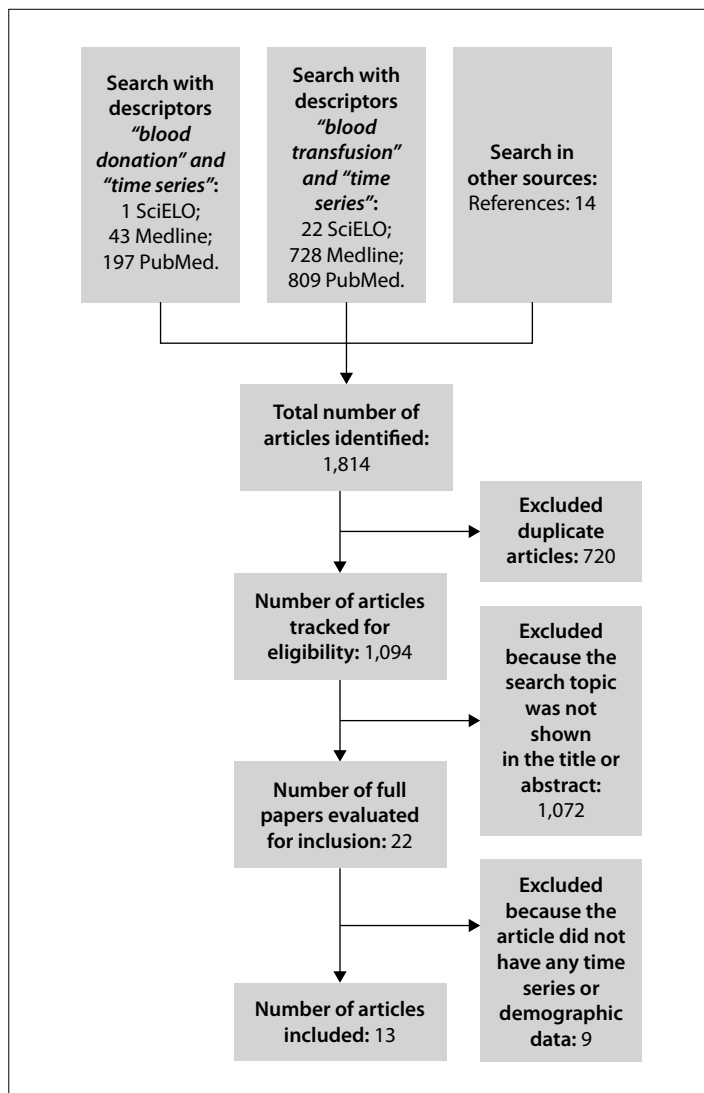 Search with
descriptors
“blood
donation” and
“time series”:
1 SciELO;
43 Medline;
197 PubMed.
Search with
descriptors
“blood
transfusion”
and “time
series”:
22 SciELO;
728 Medline;
809 PubMed.
Search in
other sources:
References: 14
Total number of
articles identified:
1,814
Excluded
duplicate
articles: 720
Number of articles
tracked for
eligibility: 1,094
Excluded
because the
search topic
was not
shown
in the title or
abstract:
1,072
Number of full
papers evaluated
for inclusion: 22
Excluded
because the
article did not
have any time
series or
demographic
data: 9
Number of articles
included: 13